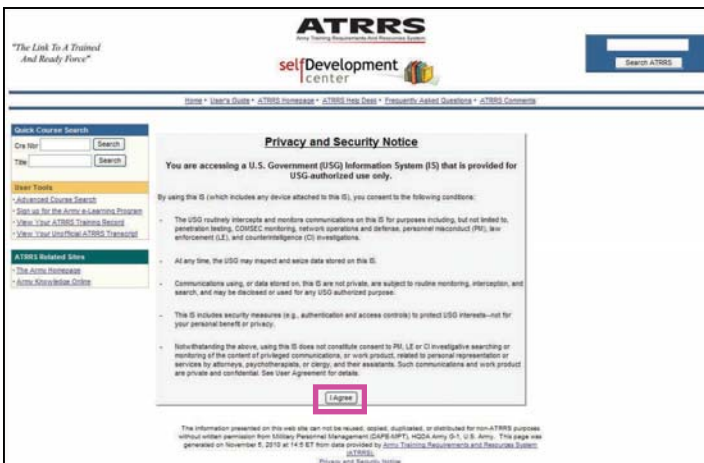 ATRRS
Army Training Requirements And Resources System
"The Link To A Trained
And Ready Force"
selfDevelopment
center
Search ATRRS
Home * User's Guide * ATRRS Homepage * ATRRS Help Desk * Frequently Asked Questions * ATRRS Comments
Quick Course Search
Crs Nbr Search
Title Search
User Tools
Advanced Course Search
Sign up for the Army e-Learning Program
View Your ATRRS Training Record
View Your Unofficial ATRRS Transcript
ATRRS Related Sites
The Army Homepage
Army Knowledge Online
Privacy and Security Notice
You are accessing a U.S. Government (USG) Information System (IS) that is provided for
USG-authorized use only.
By using this IS (which includes any device attached to this IS), you consent to the following conditions:
- The USG routinely intercepts and monitors communications on this IS for purposes including, but not limited to,
penetration testing, COMSEC monitoring, network operations and defense, personnel misconduct (PM), law
enforcement (LE), and counterintelligence (CI) investigations.
- At any time, the USG may inspect and seize data stored on this IS.
- Communications using, or data stored on, this IS are not private, are subject to routine monitoring, interception, and
search, and may be disclosed or used for any USG authorized purpose.
- This IS includes security measures (e.g., authentication and access controls) to protect USG interests--not for
your personal benefit or privacy.
- Notwithstanding the above, using this IS does not constitute consent to PM, LE or CI investigative searching or
monitoring of the content of privileged communications, or work product, related to personal representation or
services by attorneys, psychotherapists, or clergy, and their assistants. Such communications and work product
are private and confidential. See User Agreement for details.
I Agree
The information presented on this web site can not be reused, copied, duplicated, or distributed for non-ATRRS purposes
without written permission from Military Personnel Management (DAPE-MPT), HQDA Army G-1, U.S. Army. This page was
generated on November 5, 2010 at 14:5 ET from data provided by Army Training Requirements and Resources System
(ATRRS).
Privacy and Security Notice